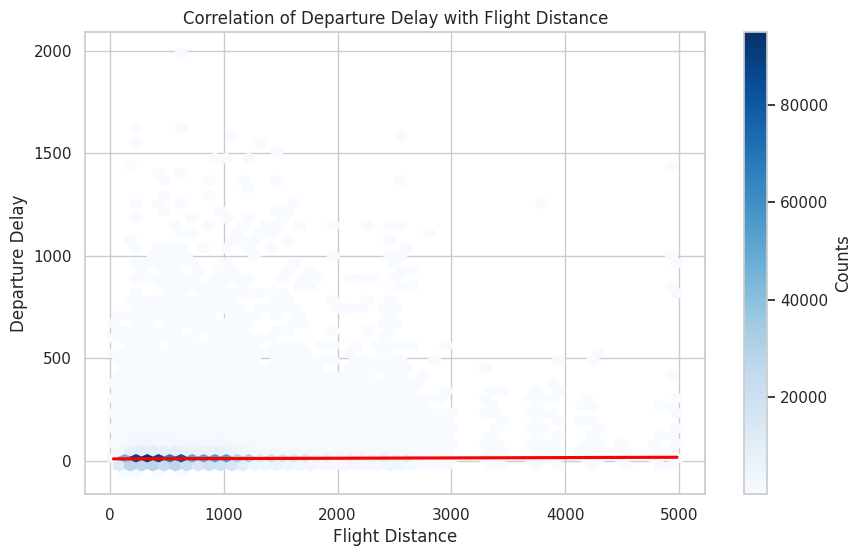 Correlation of Departure Delay with Flight Distance
Departure Delay
2000
1500
1000
500
0
0 1000 2000 3000 4000 5000
Flight Distance
80000
60000
40000
20000
Counts